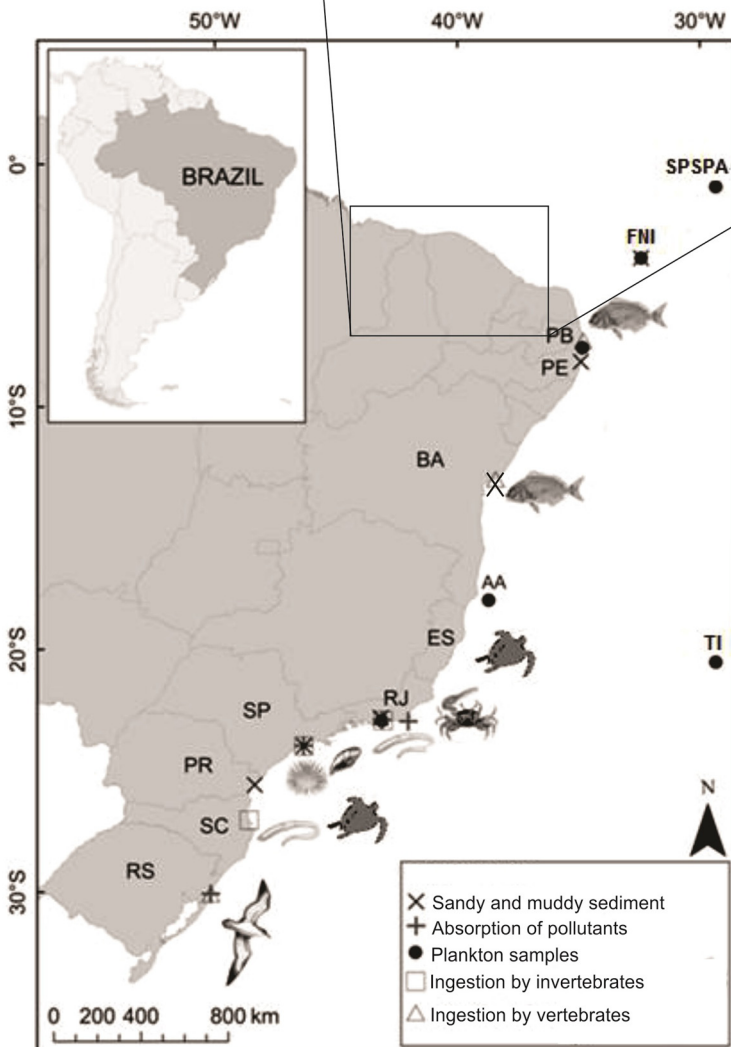 50°W 40°W 30°W
0°
BRAZIL
SPSPA
FNI
PB
PE
10°S
BA
AA
ES
20°S
TI
RJ
SP
PR
N
SC
RS
30°S
Sandy and muddy sediment
Absorption of pollutants
Plankton samples
Ingestion by invertebrates
Ingestion by vertebrates
0 200 400 800 km